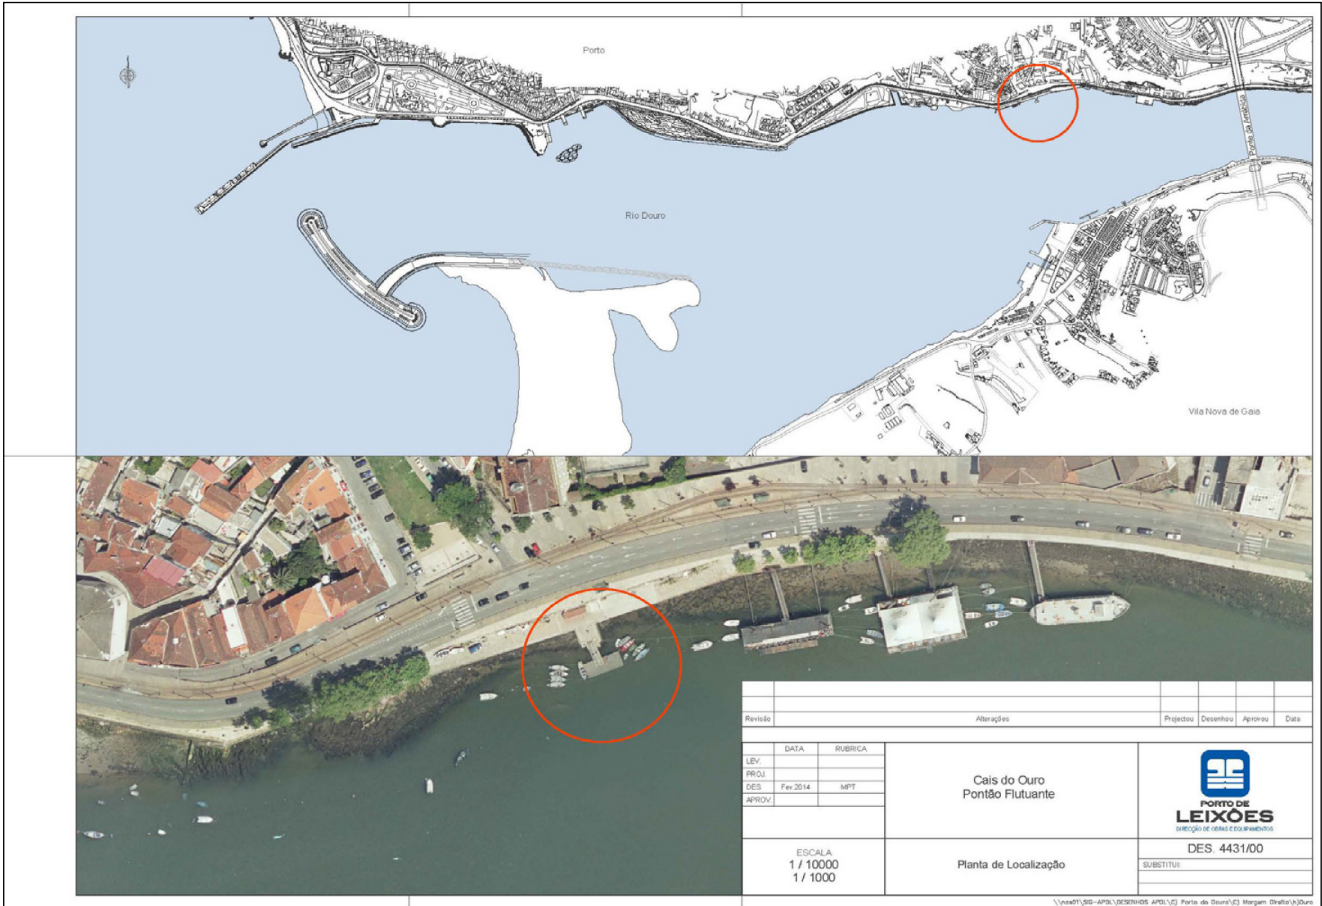 Porto
Rio Douro
Vila Nova de Gaia
Revisão Alterações Projectou Desenhou Aprovou Data
DATA RUBRICA
LEV.
PROJ.
DES. Fev.2014 MPT
APROV.
Cais do Ouro
Pontão Flutuante
PORTO DE
LEIXÕES
DIRECÇÃO DE OBRAS E EQUIPAMENTOS
ESCALA
1 / 10000
1 / 1000
Planta de Localização
DES. 4431/00
SUBSTITUI: